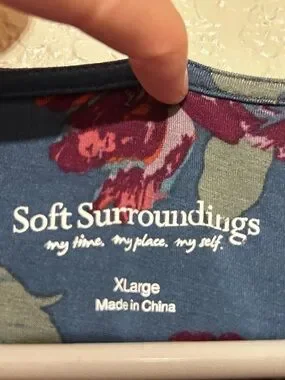 Soft Surroundings
my time. my place. my self.
XLarge
Made in China